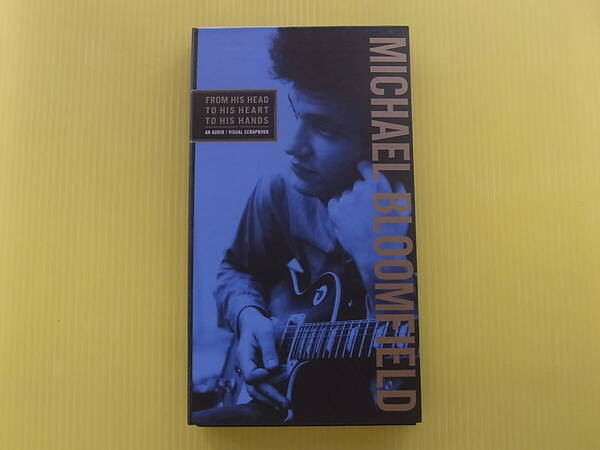 FROM HIS HEAD
TO HIS HEART
TO HIS HANDS
AN AUDIO / VISUAL SCRAPBOOK
MICHAEL BLOOMFIELD